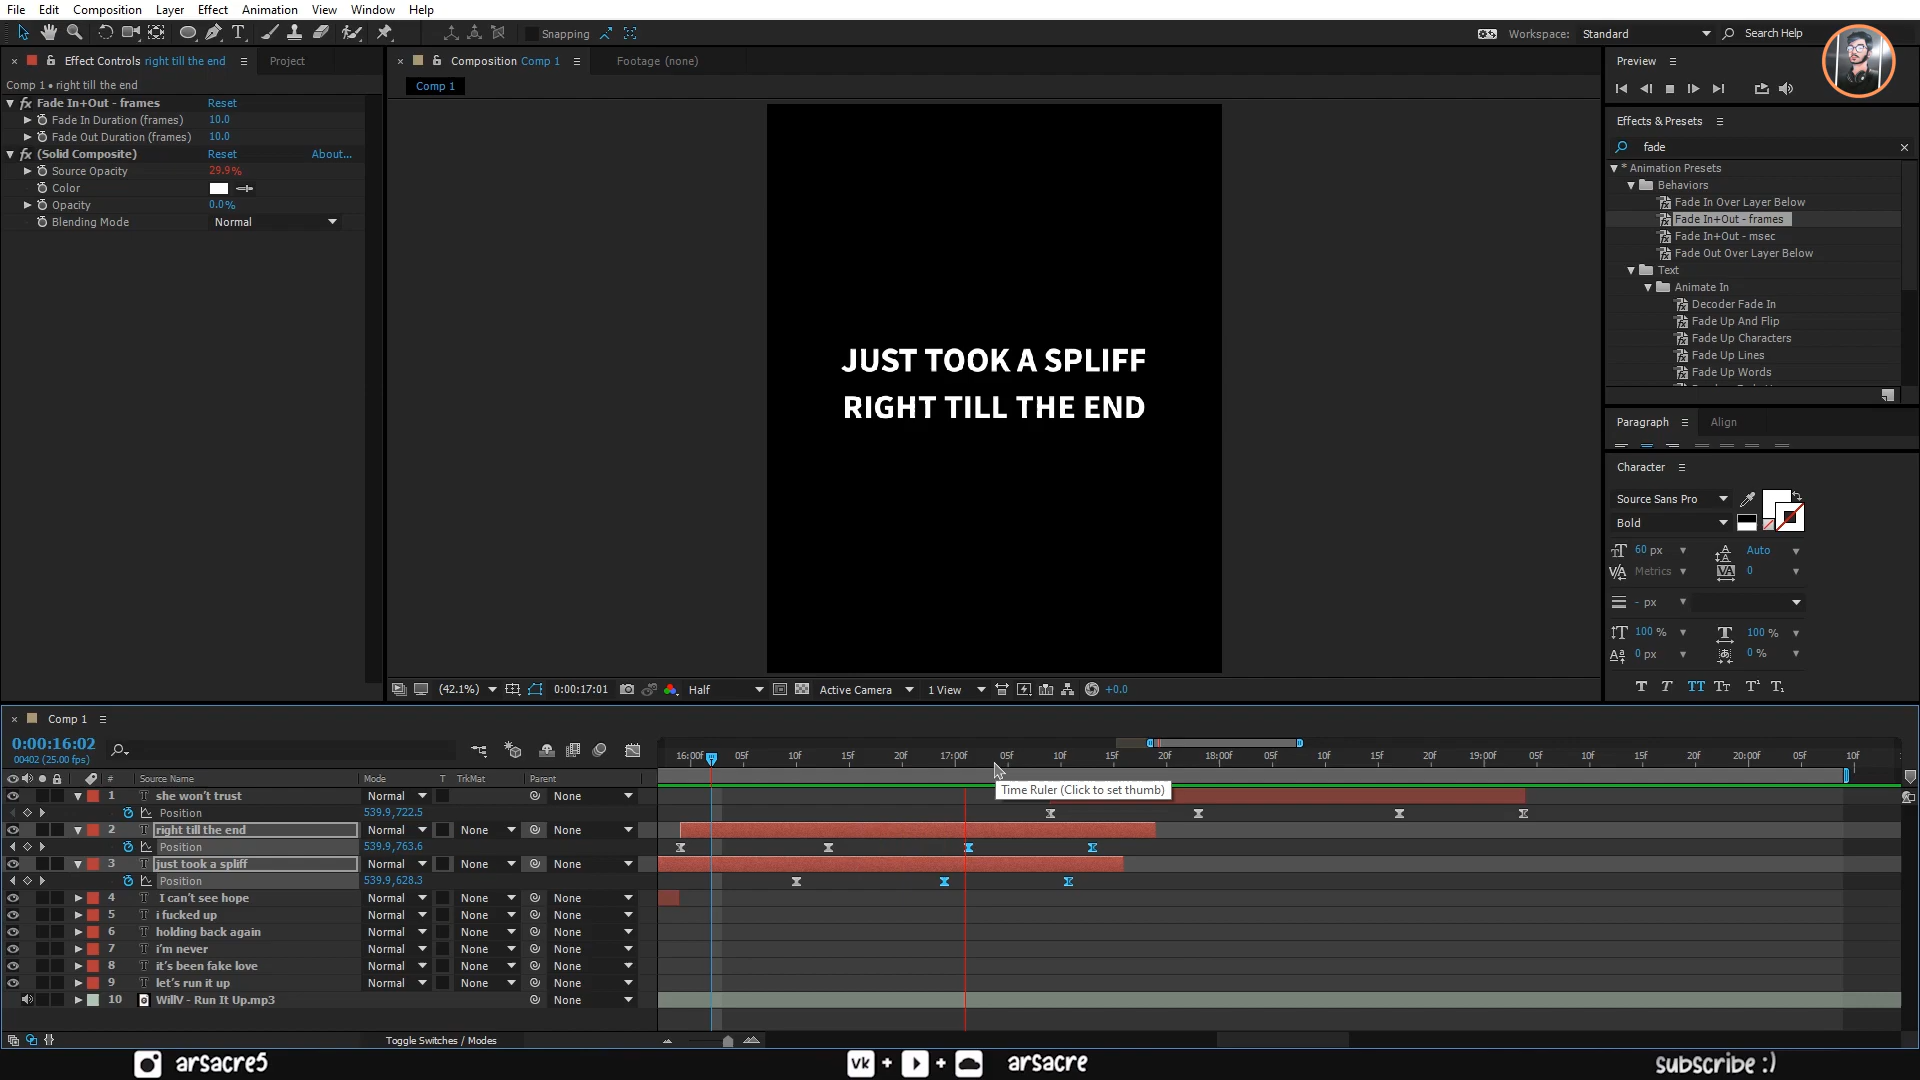 File Edit Composition Layer Effect Animation View Window Help
Snapping
Workspace: Standard
Search Help
Effect Controls right till the end
Project
Composition Comp 1
Footage (none)
Preview
Comp 1 • right till the end
Comp 1
Fade In+Out - frames Reset
Fade In Duration (frames) 10.0
Fade Out Duration (frames) 10.0
(Solid Composite) Reset About...
Source Opacity 29.9%
Color
Opacity 0.0%
Blending Mode Normal
JUST TOOK A SPLIFF
RIGHT TILL THE END
Effects & Presets
fade
* Animation Presets
Behaviors
Fade In Over Layer Below
Fade In+Out - frames
Fade In+Out - msec
Fade Out Over Layer Below
Text
Animate In
Decoder Fade In
Fade Up And Flip
Fade Up Characters
Fade Up Lines
Fade Up Words
Paragraph Align
Character
Source Sans Pro
Bold
60 px Auto
Metrics 0
- px
100 % 100 %
0 px 0 %
(42.1%) 0:00:17:01 Half Active Camera 1 View +0.0
Comp 1
0:00:16:02
00402 (25.00 fps)
16:00f 05f 10f 15f 20f 17:00f 05f 10f 15f 20f 18:00f 05f 10f 15f 20f 19:00f 05f 10f 15f 20f 20:00f 05f 10f
# Source Name Mode T TrkMat Parent
Time Ruler (Click to set thumb)
1 she won't trust Normal None
Position 539.9,722.5
2 right till the end Normal None None
Position 539.9,763.6
3 just took a spliff Normal None None
Position 539.9,628.3
4 I can't see hope Normal None None
5 i fucked up Normal None None
6 holding back again Normal None None
7 i'm never Normal None None
8 it's been fake love Normal None None
9 let's run it up Normal None None
10 WillV - Run It Up.mp3 None
Toggle Switches / Modes
arsacre5
VK + + arsacre
subscribe :)